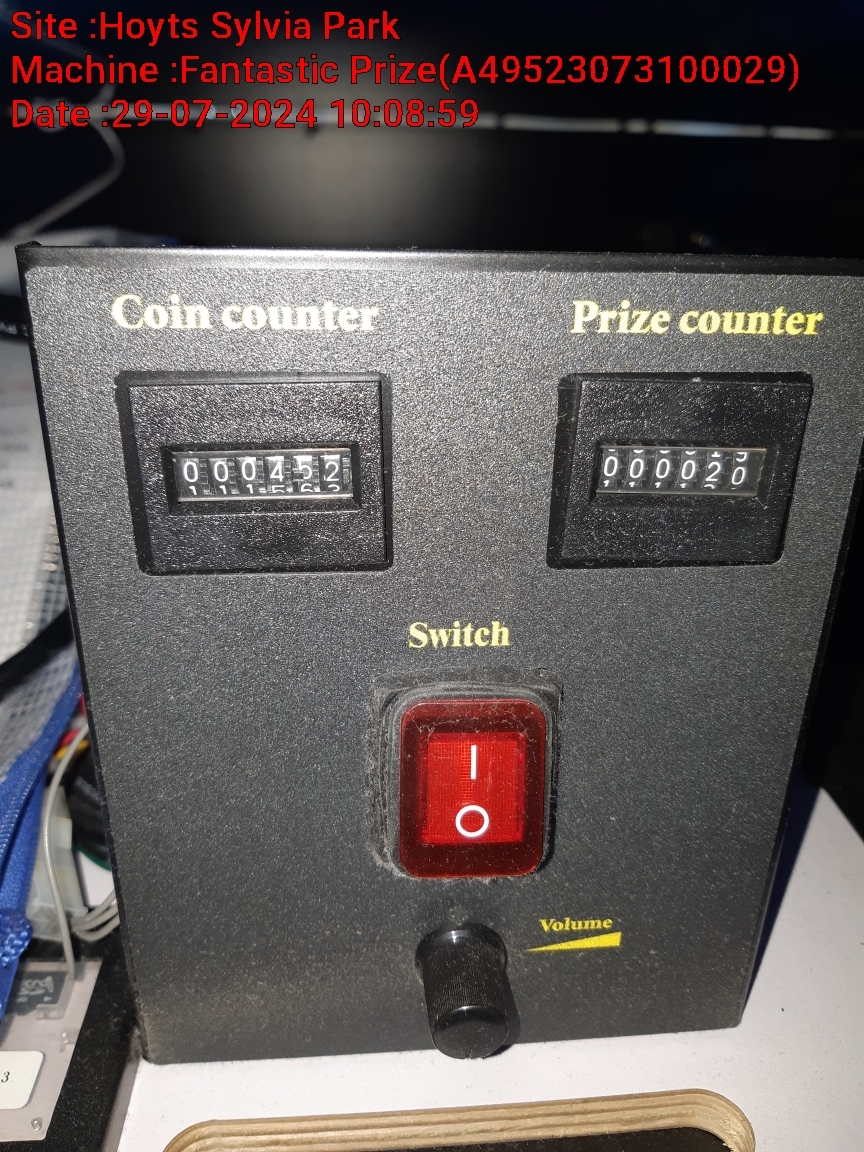 Site :Hoyts Sylvia Park
Machine :Fantastic Prize(A49523073100029)
Date :29-07-2024 10:08:59
Coin counter
Prize counter
000452
000020
Switch
I
O
Volume
3